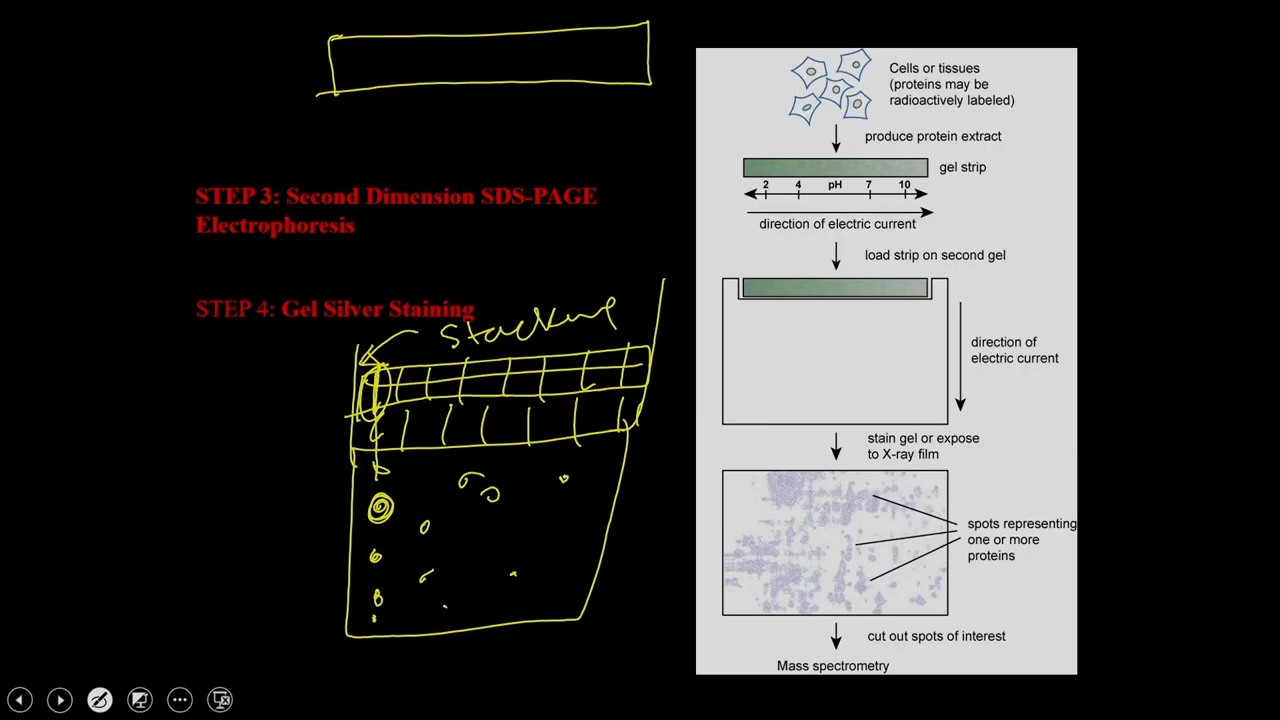 STEP 3: Second Dimension SDS-PAGE
Electrophoresis
STEP 4: Gel Silver Staining
Stacking
Cells or tissues
(proteins may be
radioactively labeled)
produce protein extract
gel strip
2 4 pH 7 10
direction of electric current
load strip on second gel
direction of
electric current
stain gel or expose
to X-ray film
spots representing
one or more
proteins
cut out spots of interest
Mass spectrometry